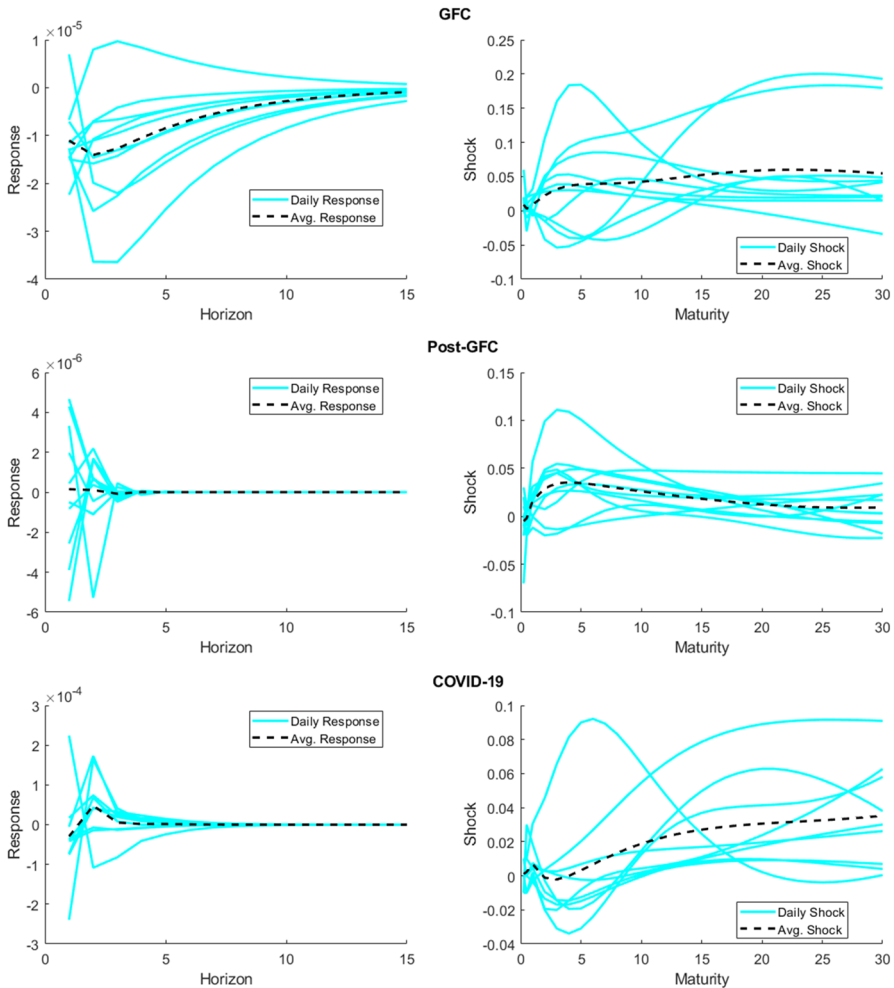 GFC
×10⁻⁵
1
0
-1
-2
-3
-4
Response
Daily Response
Avg. Response
0 5 10 15
Horizon
0.25
0.2
0.15
0.1
0.05
0
-0.05
-0.1
Shock
Daily Shock
Avg. Shock
0 5 10 15 20 25 30
Maturity
Post-GFC
×10⁻⁶
6
4
2
0
-2
-4
-6
Response
Daily Response
Avg. Response
0 5 10 15
Horizon
0.15
0.1
0.05
0
-0.05
-0.1
Shock
Daily Shock
Avg. Shock
0 5 10 15 20 25 30
Maturity
COVID-19
×10⁻⁴
3
2
1
0
-1
-2
-3
Response
Daily Response
Avg. Response
0 5 10 15
Horizon
0.1
0.08
0.06
0.04
0.02
0
-0.02
-0.04
Shock
Daily Shock
Avg. Shock
0 5 10 15 20 25 30
Maturity